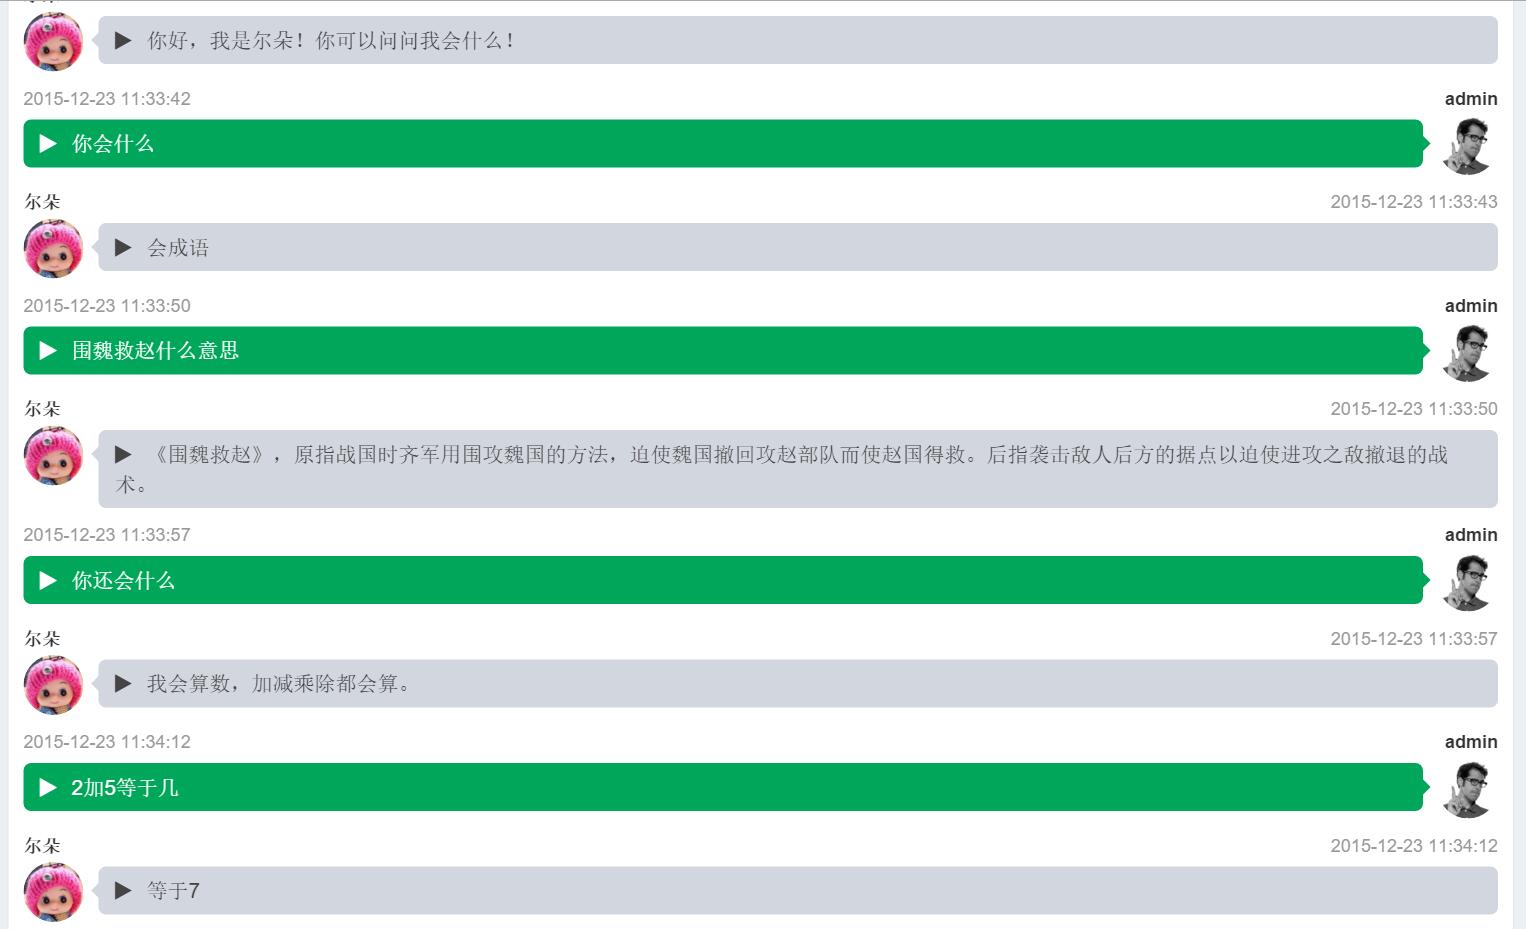 ▶ 你好，我是尔朵！你可以问问我会什么！
2015-12-23 11:33:42 admin
▶ 你会什么
尔朵 2015-12-23 11:33:43
▶ 会成语
2015-12-23 11:33:50 admin
▶ 围魏救赵什么意思
尔朵 2015-12-23 11:33:50
▶ 《围魏救赵》，原指战国时齐军用围攻魏国的方法，迫使魏国撤回攻赵部队而使赵国得救。后指袭击敌人后方的据点以迫使进攻之敌撤退的战
术。
2015-12-23 11:33:57 admin
▶ 你还会什么
尔朵 2015-12-23 11:33:57
▶ 我会算数，加减乘除都会算。
2015-12-23 11:34:12 admin
▶ 2加5等于几
尔朵 2015-12-23 11:34:12
▶ 等于7